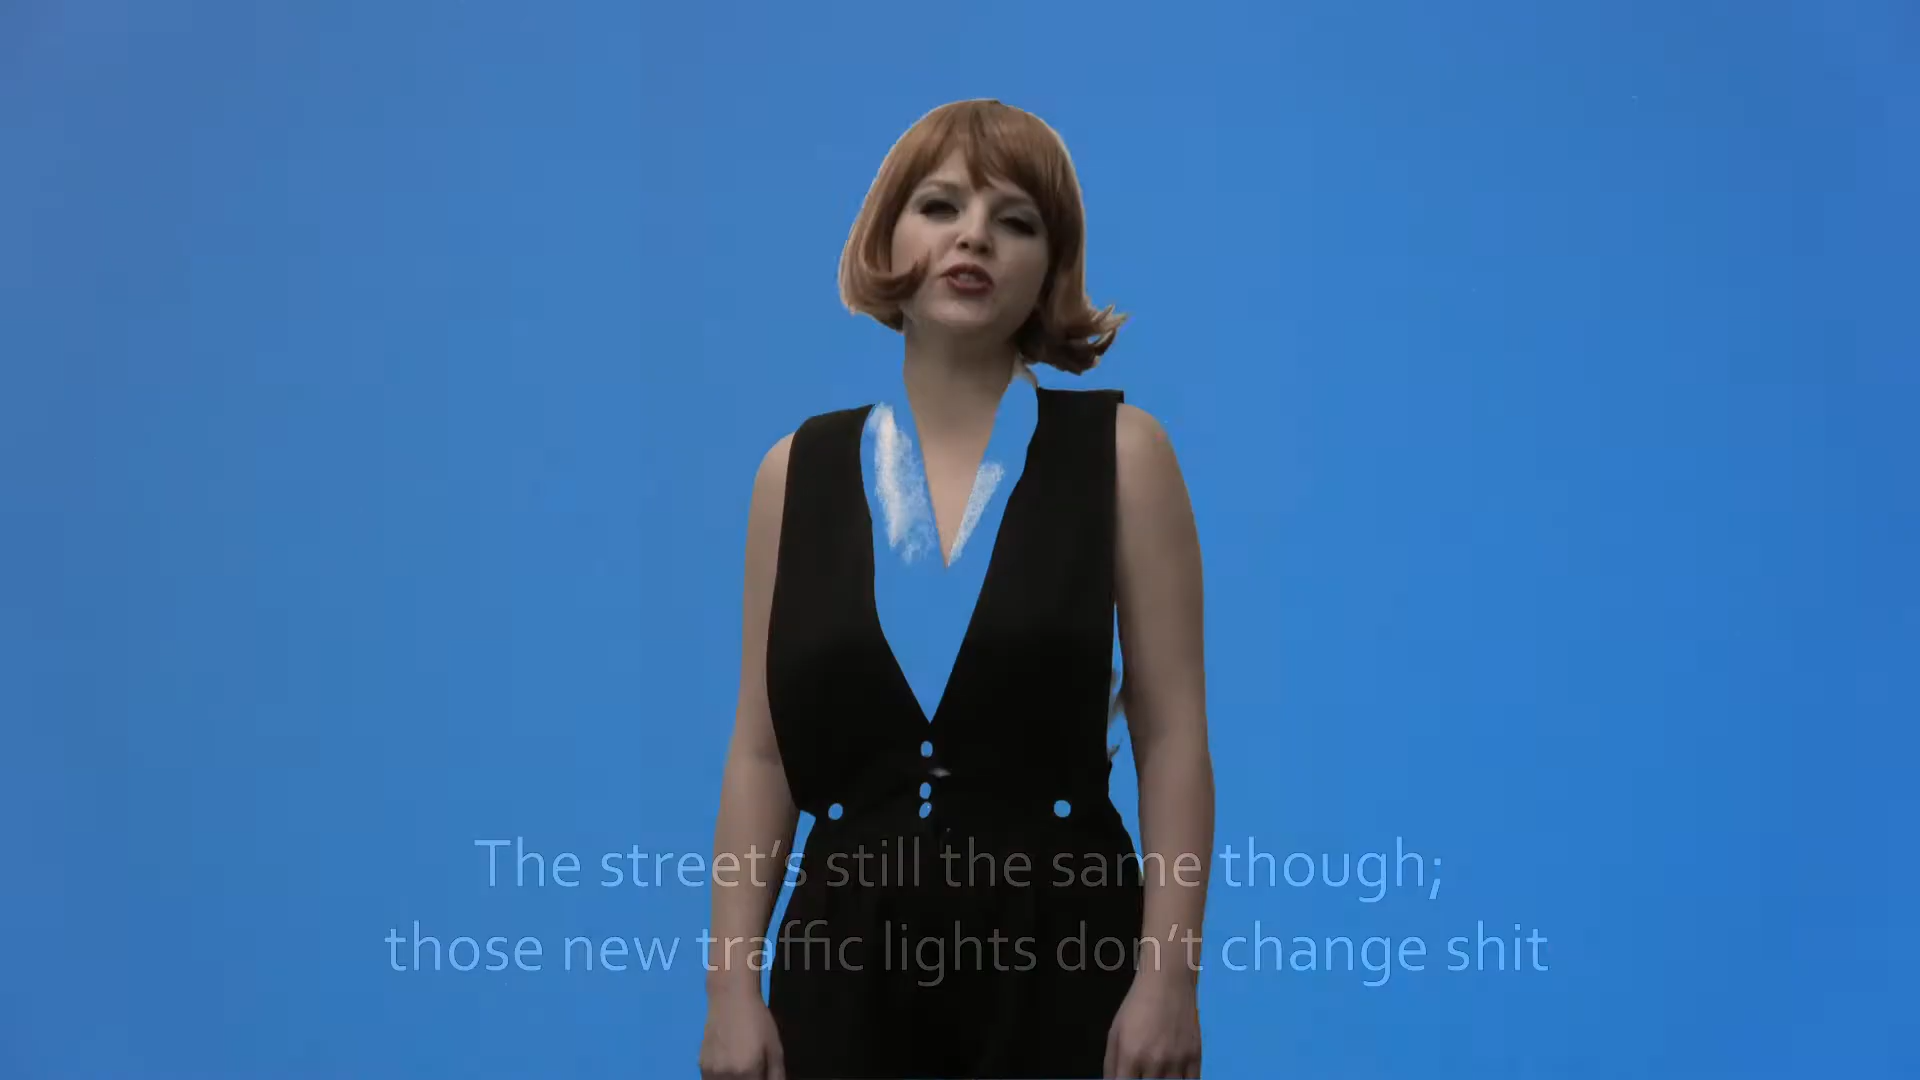 The street’s still the same though;
those new traffic lights don’t change shit